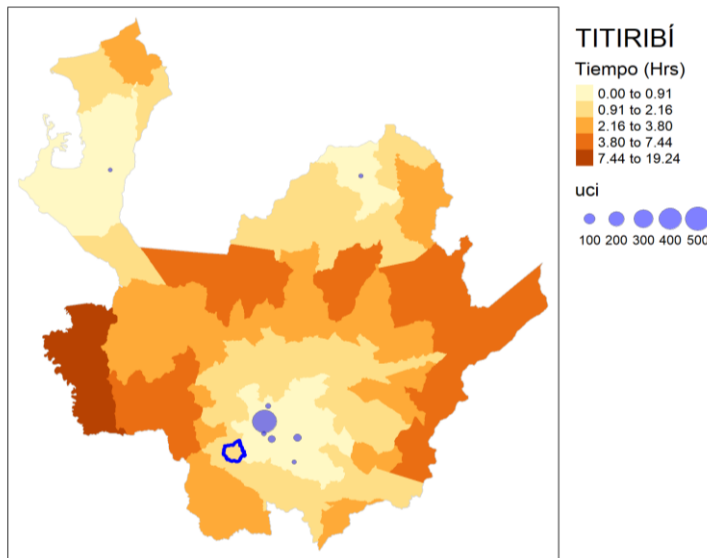 TITIRIBÍ
Tiempo (Hrs)
0.00 to 0.91
0.91 to 2.16
2.16 to 3.80
3.80 to 7.44
7.44 to 19.24
uci
100 200 300 400 500